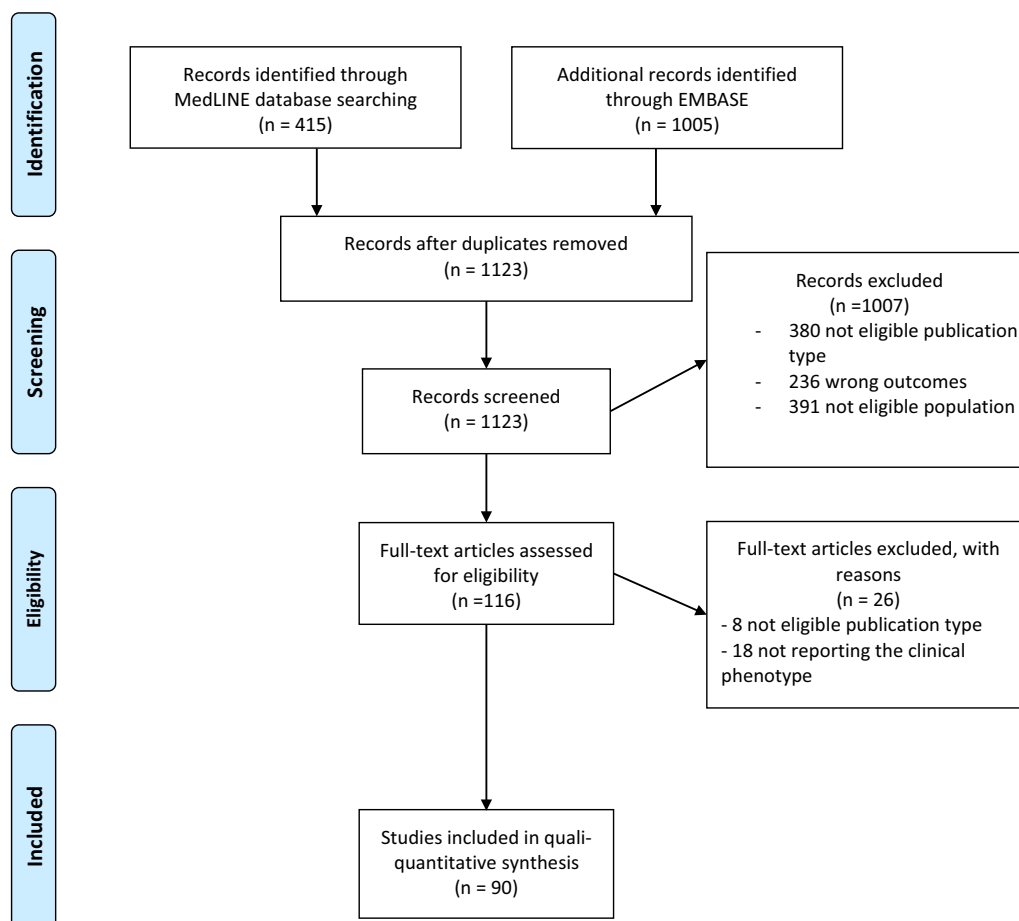 Identification
Records identified through
MedLINE database searching
(n = 415)
Additional records identified
through EMBASE
(n = 1005)
Records after duplicates removed
(n = 1123)
Screening
Records screened
(n = 1123)
Records excluded
(n =1007)
- 380 not eligible publication
type
- 236 wrong outcomes
- 391 not eligible population
Eligibility
Full-text articles assessed
for eligibility
(n =116)
Full-text articles excluded, with
reasons
(n = 26)
- 8 not eligible publication type
- 18 not reporting the clinical
phenotype
Included
Studies included in quali-
quantitative synthesis
(n = 90)